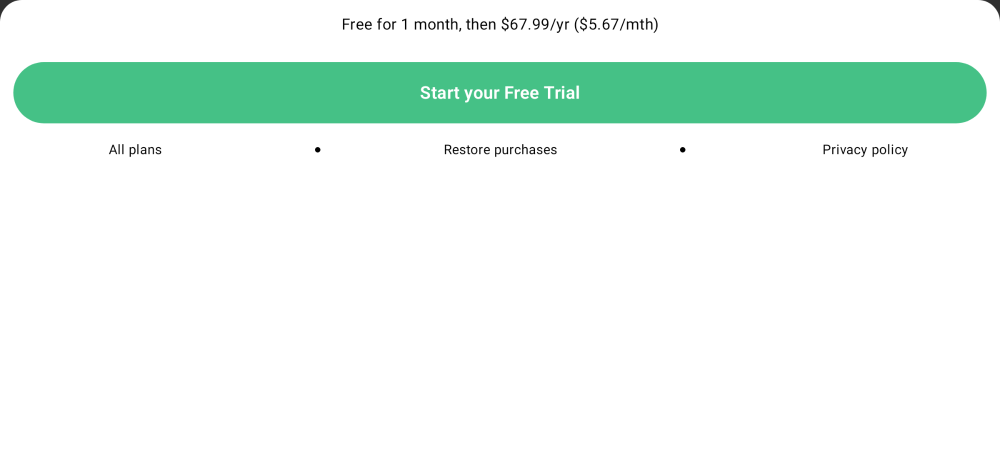 Free for 1 month, then $67.99/yr ($5.67/mth)
Start your Free Trial
All plans • Restore purchases • Privacy policy